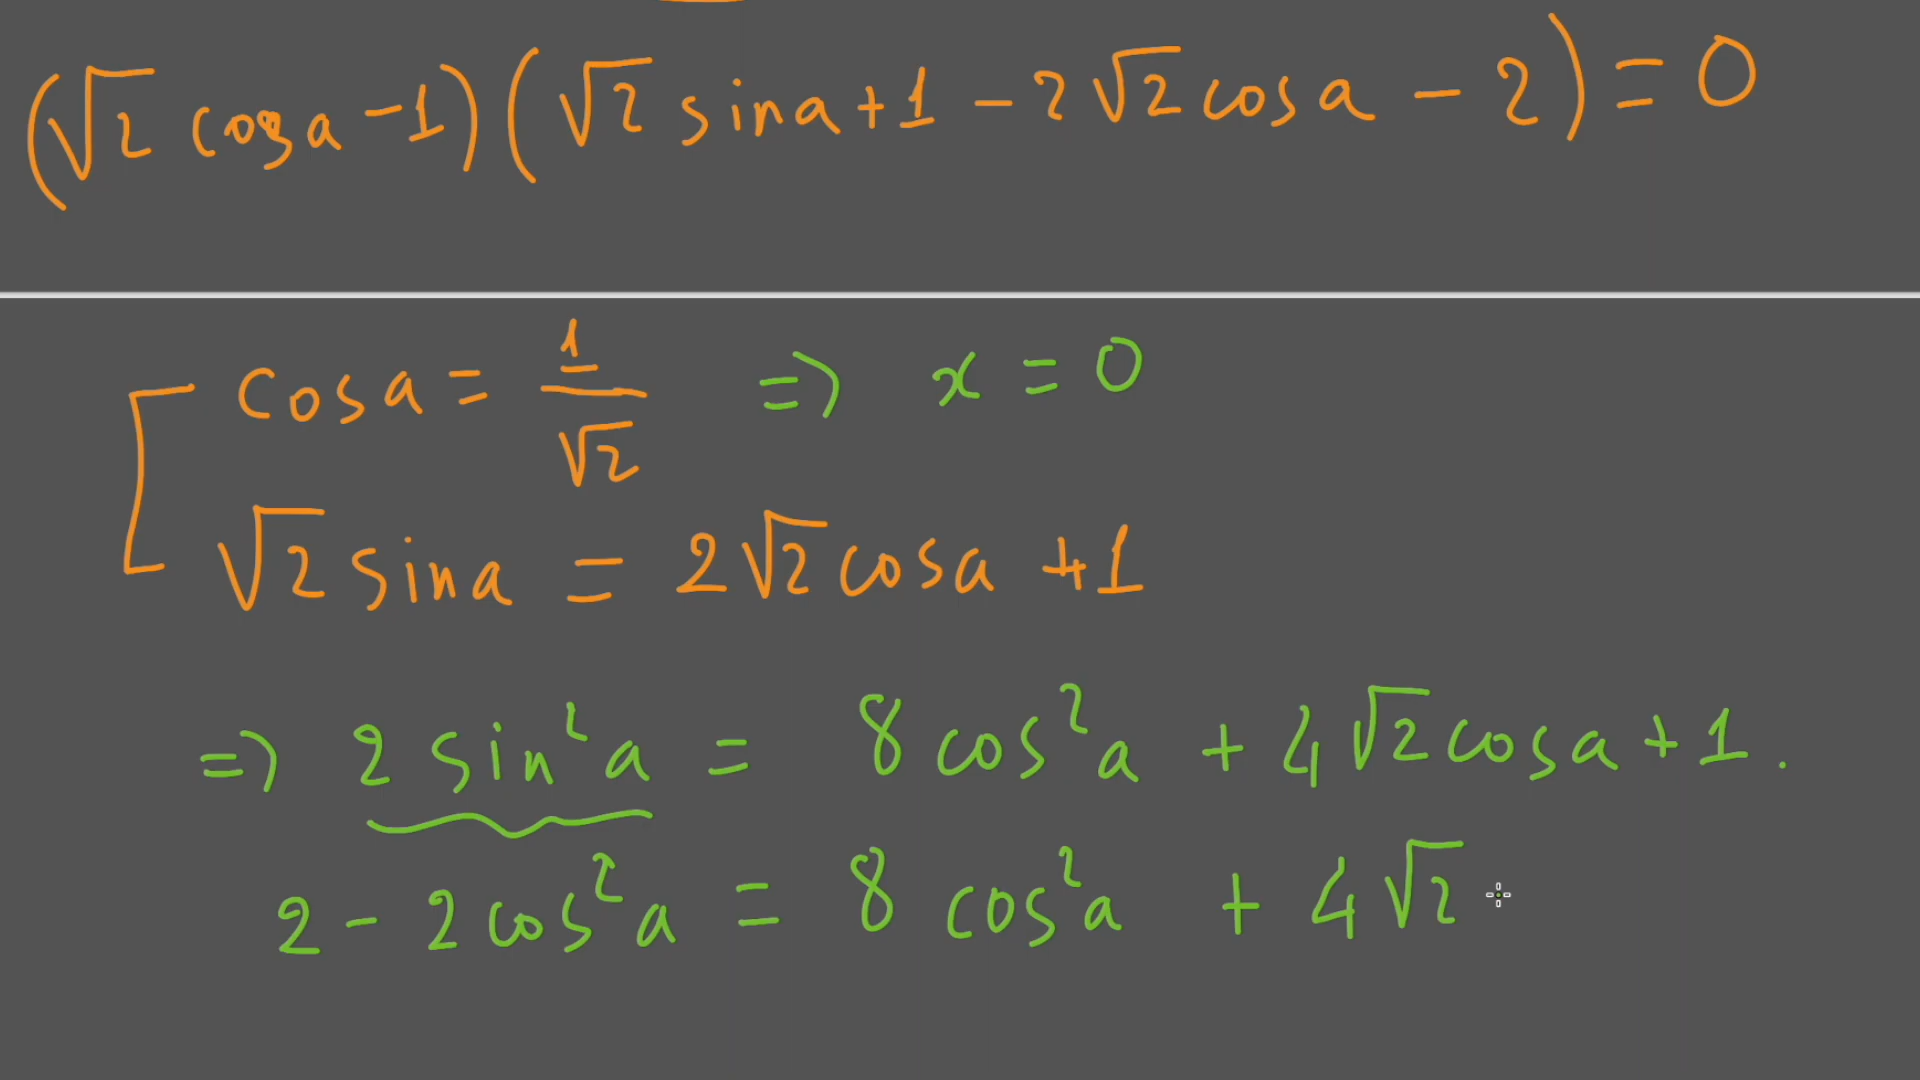 (√2 cosa −1)(√2 sina+1 − 2√2 cosa − 2) = 0
cosa = 1/√2 => x = 0
√2 sina = 2√2 cosa + 1
=> 2 sin²a = 8 cos²a + 4√2 cosa + 1.
2 − 2 cos²a = 8 cos²a + 4√2